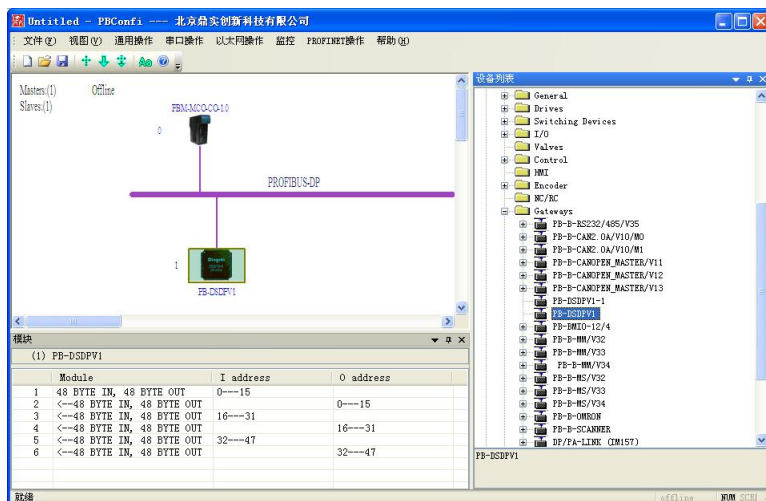 Untitled - PBConfi --- 北京鼎实创新科技有限公司
文件(F) 视图(V) 通用操作 串口操作 以太网操作 监控 PROFINET操作 帮助(H)
Masters:(1) Offline
Slaves:(1)
PBM-MCO-CO-1.0
0
PROFIBUS-DP
1
PB-DSDPV1
模块
(1) PB-DSDPV1
Module I address O address
1 48 BYTE IN, 48 BYTE OUT 0---15
2 <--48 BYTE IN, 48 BYTE OUT 0---15
3 <--48 BYTE IN, 48 BYTE OUT 16---31
4 <--48 BYTE IN, 48 BYTE OUT 16---31
5 <--48 BYTE IN, 48 BYTE OUT 32---47
6 <--48 BYTE IN, 48 BYTE OUT 32---47
设备列表
General
Drives
Switching Devices
I/O
Valves
Control
HMI
Encoder
NC/RC
Gateways
PB-B-RS232/485/V35
PB-B-CAN2.0A/V10/M0
PB-B-CAN2.0A/V10/M1
PB-B-CANOPEN_MASTER/V11
PB-B-CANOPEN_MASTER/V12
PB-B-CANOPEN_MASTER/V13
PB-DSDPV1-1
PB-DSDPV1
PB-BMIO-12/4
PB-B-MM/V32
PB-B-MM/V33
PB-B-MM/V34
PB-B-MS/V32
PB-B-MS/V33
PB-B-MS/V34
PB-B-OMRON
PB-B-SCANNER
DP/PA-LINK (IM157)
PB-DSDPV1
就绪 offline NUM SCRL